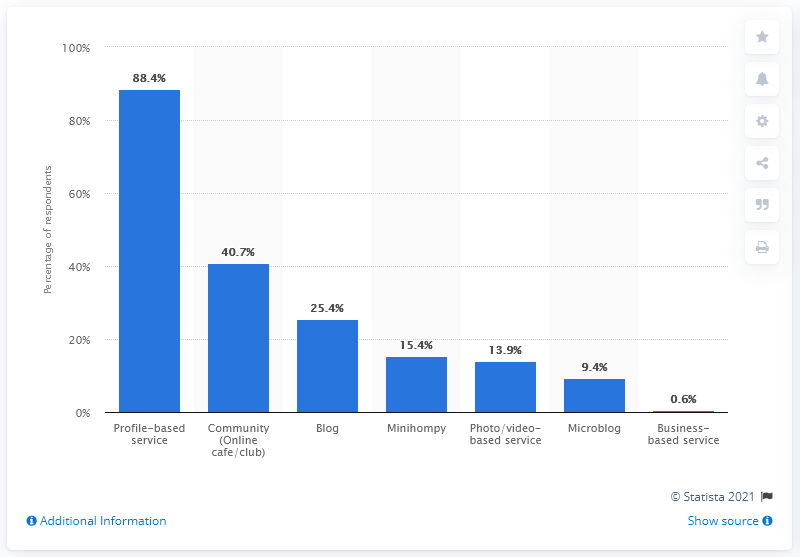 100%
80%
60%
40%
20%
0%
Percentage of respondents
88.4%
40.7%
25.4%
15.4%
13.9%
9.4%
0.6%
Profile-based
service
Community
(Online
cafe/club)
Blog
Minihompy
Photo/video-
based service
Microblog
Business-
based service
© Statista 2021
Additional Information
Show source